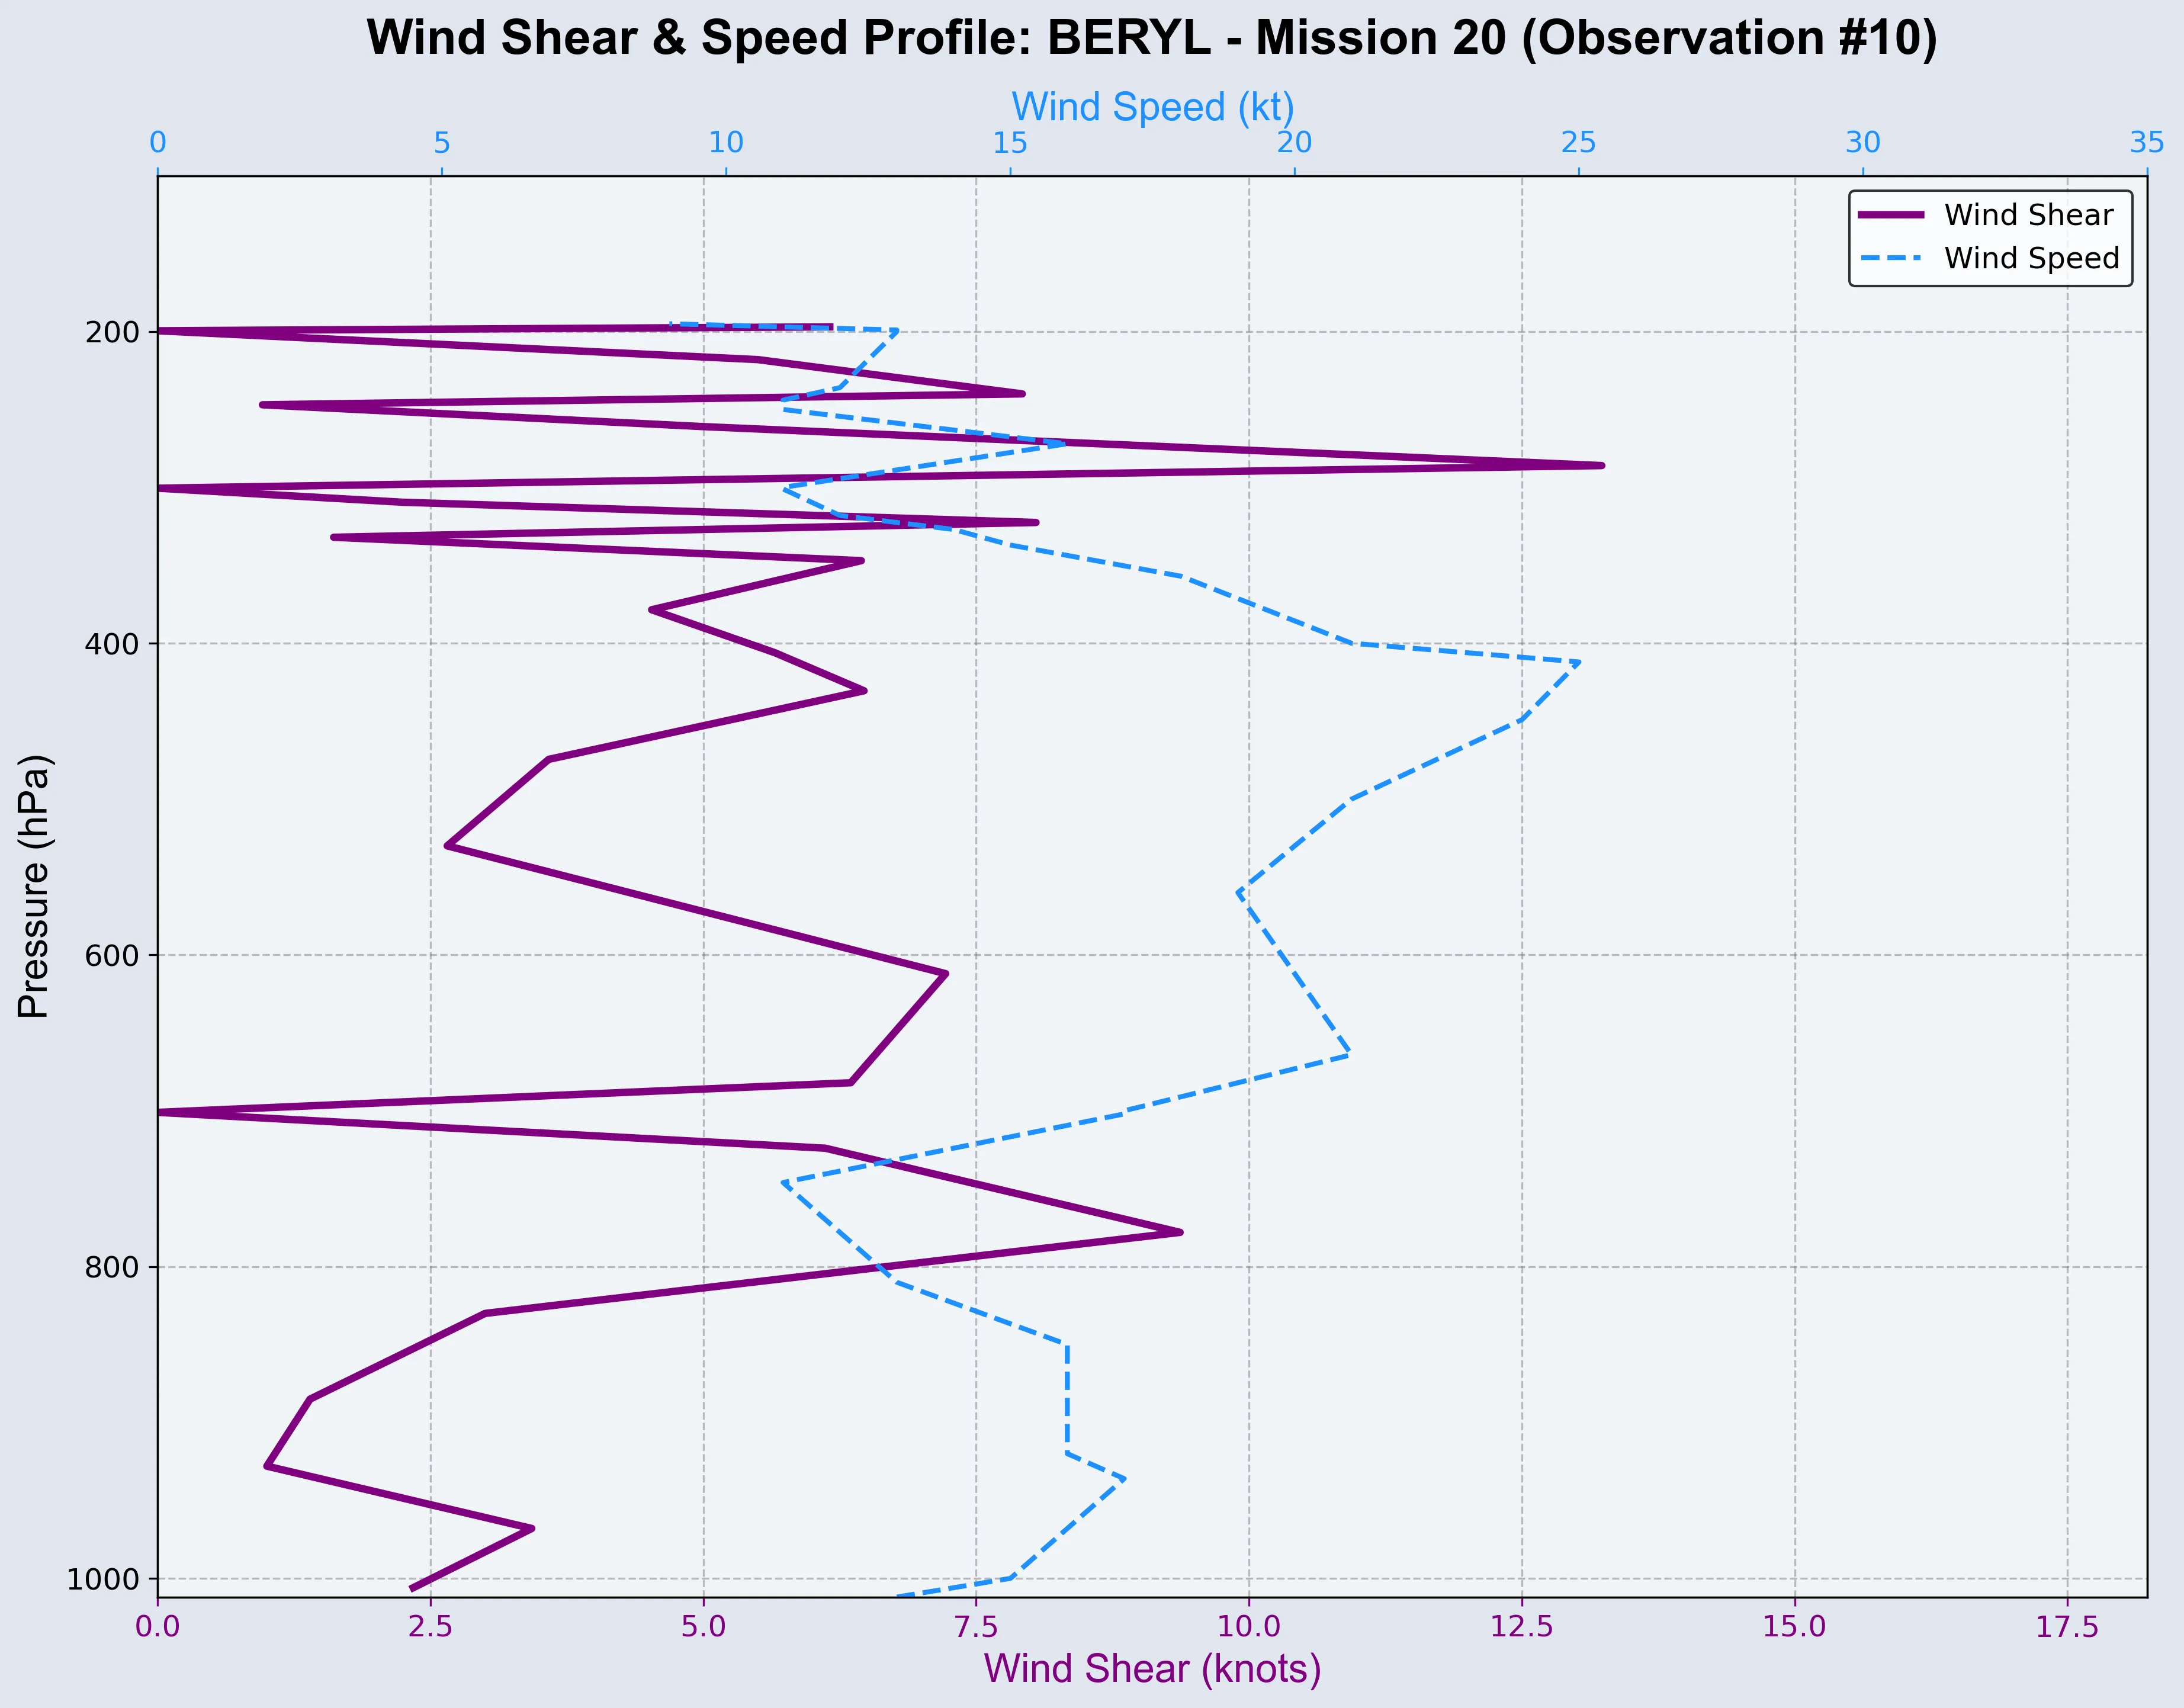 Wind Shear & Speed Profile: BERYL - Mission 20 (Observation #10)
Wind Speed (kt)
0 5 10 15 20 25 30 35
Wind Shear
Wind Speed
200
400
600
800
1000
Pressure (hPa)
0.0 2.5 5.0 7.5 10.0 12.5 15.0 17.5
Wind Shear (knots)